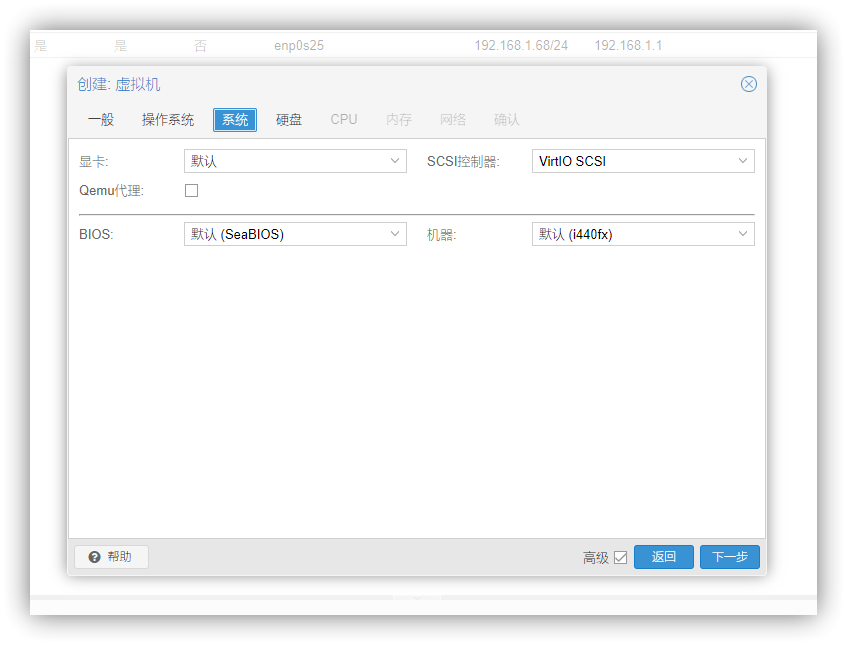 是 是 否 enp0s25 192.168.1.68/24 192.168.1.1
创建: 虚拟机
一般 操作系统 系统 硬盘 CPU 内存 网络 确认
显卡: 默认 SCSI控制器: VirtIO SCSI
Qemu代理:
BIOS: 默认 (SeaBIOS) 机器: 默认 (i440fx)
帮助 高级 返回 下一步